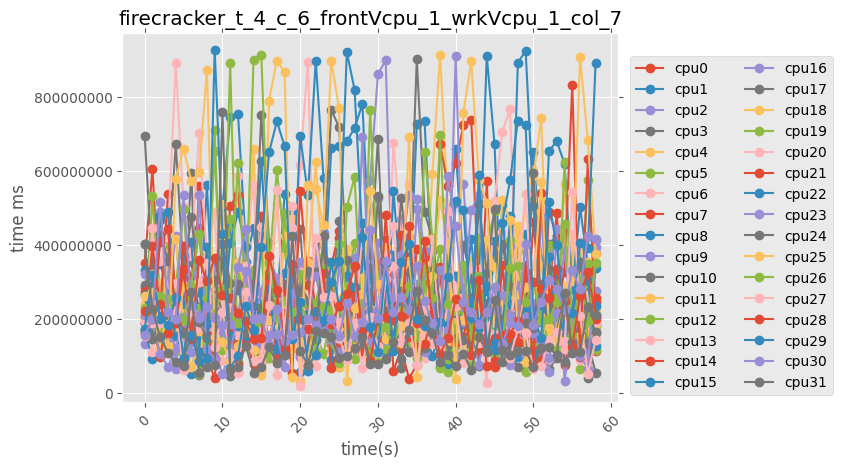 firecracker_t_4_c_6_frontVcpu_1_wrkVcpu_1_col_7
time ms
800000000
600000000
400000000
200000000
0
0
10
20
30
40
50
60
time(s)
cpu0
cpu1
cpu2
cpu3
cpu4
cpu5
cpu6
cpu7
cpu8
cpu9
cpu10
cpu11
cpu12
cpu13
cpu14
cpu15
cpu16
cpu17
cpu18
cpu19
cpu20
cpu21
cpu22
cpu23
cpu24
cpu25
cpu26
cpu27
cpu28
cpu29
cpu30
cpu31